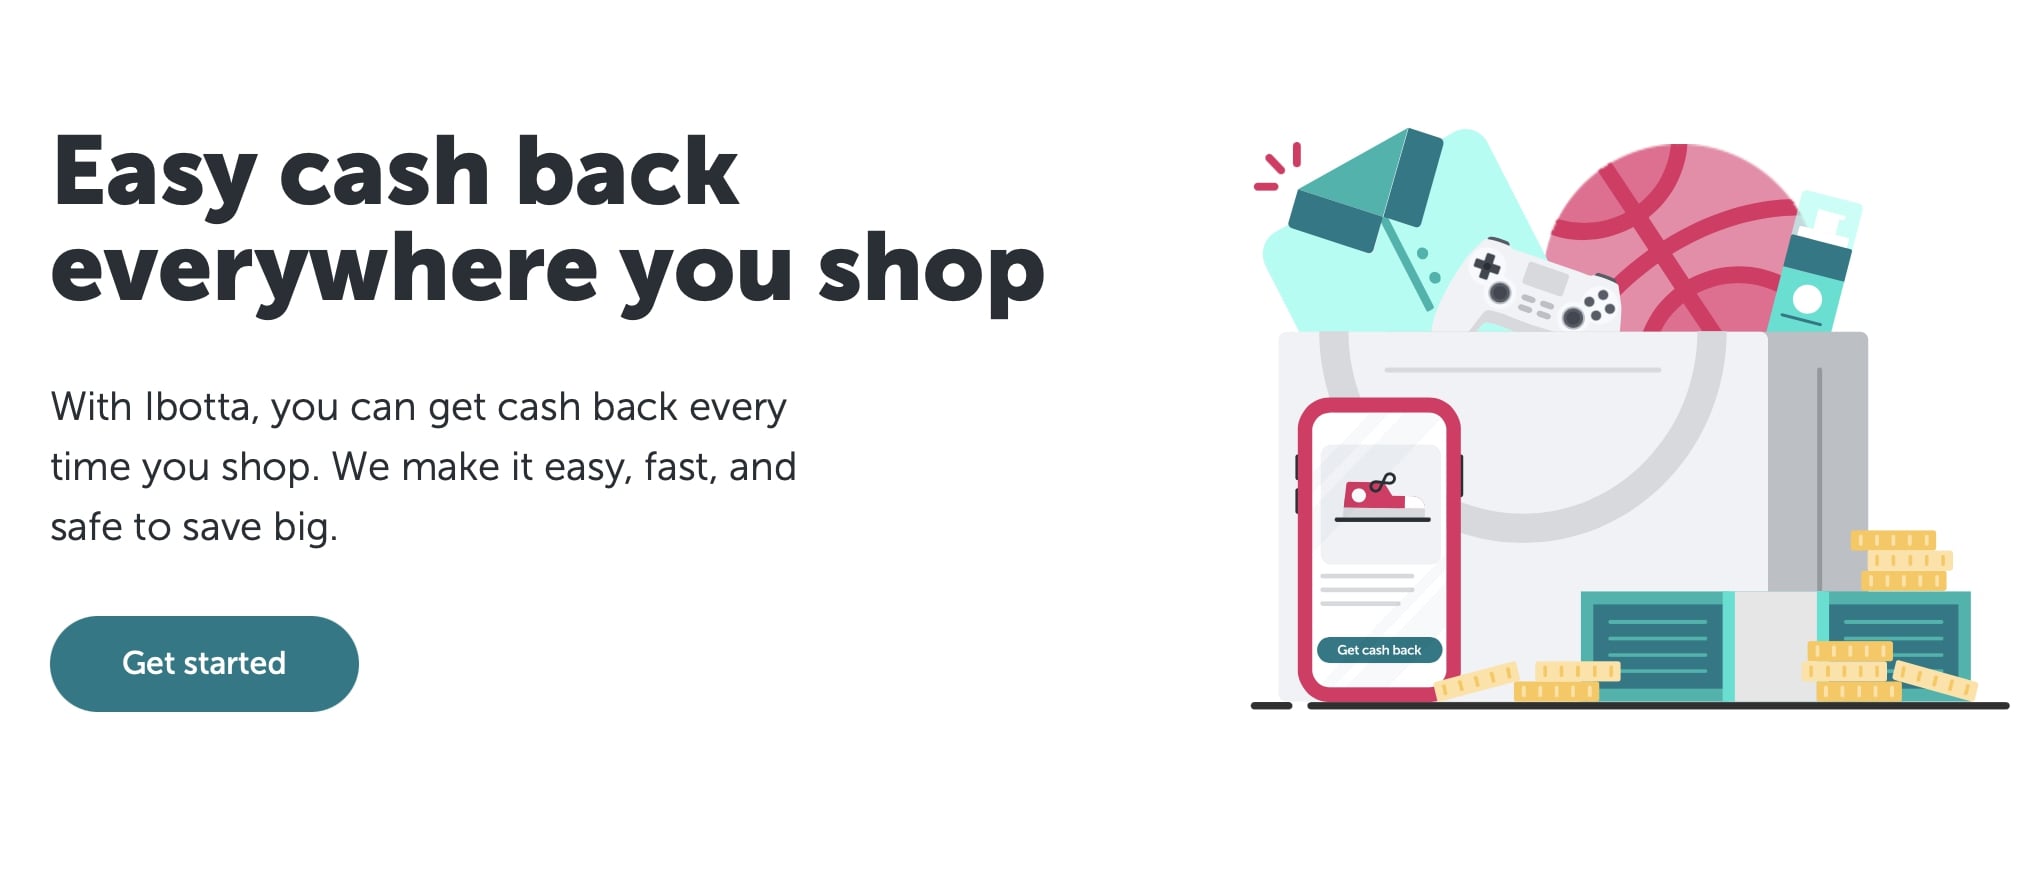 Easy cash back
everywhere you shop
With Ibotta, you can get cash back every
time you shop. We make it easy, fast, and
safe to save big.
Get started
Get cash back